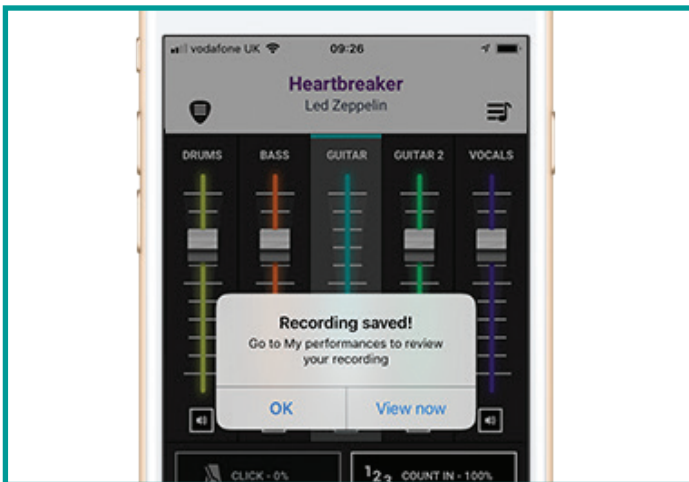 vodafone UK 09:26
Heartbreaker
Led Zeppelin
DRUMS BASS GUITAR GUITAR 2 VOCALS
Recording saved!
Go to My performances to review
your recording
OK View now
CLICK - 0% 123 COUNT IN - 100%